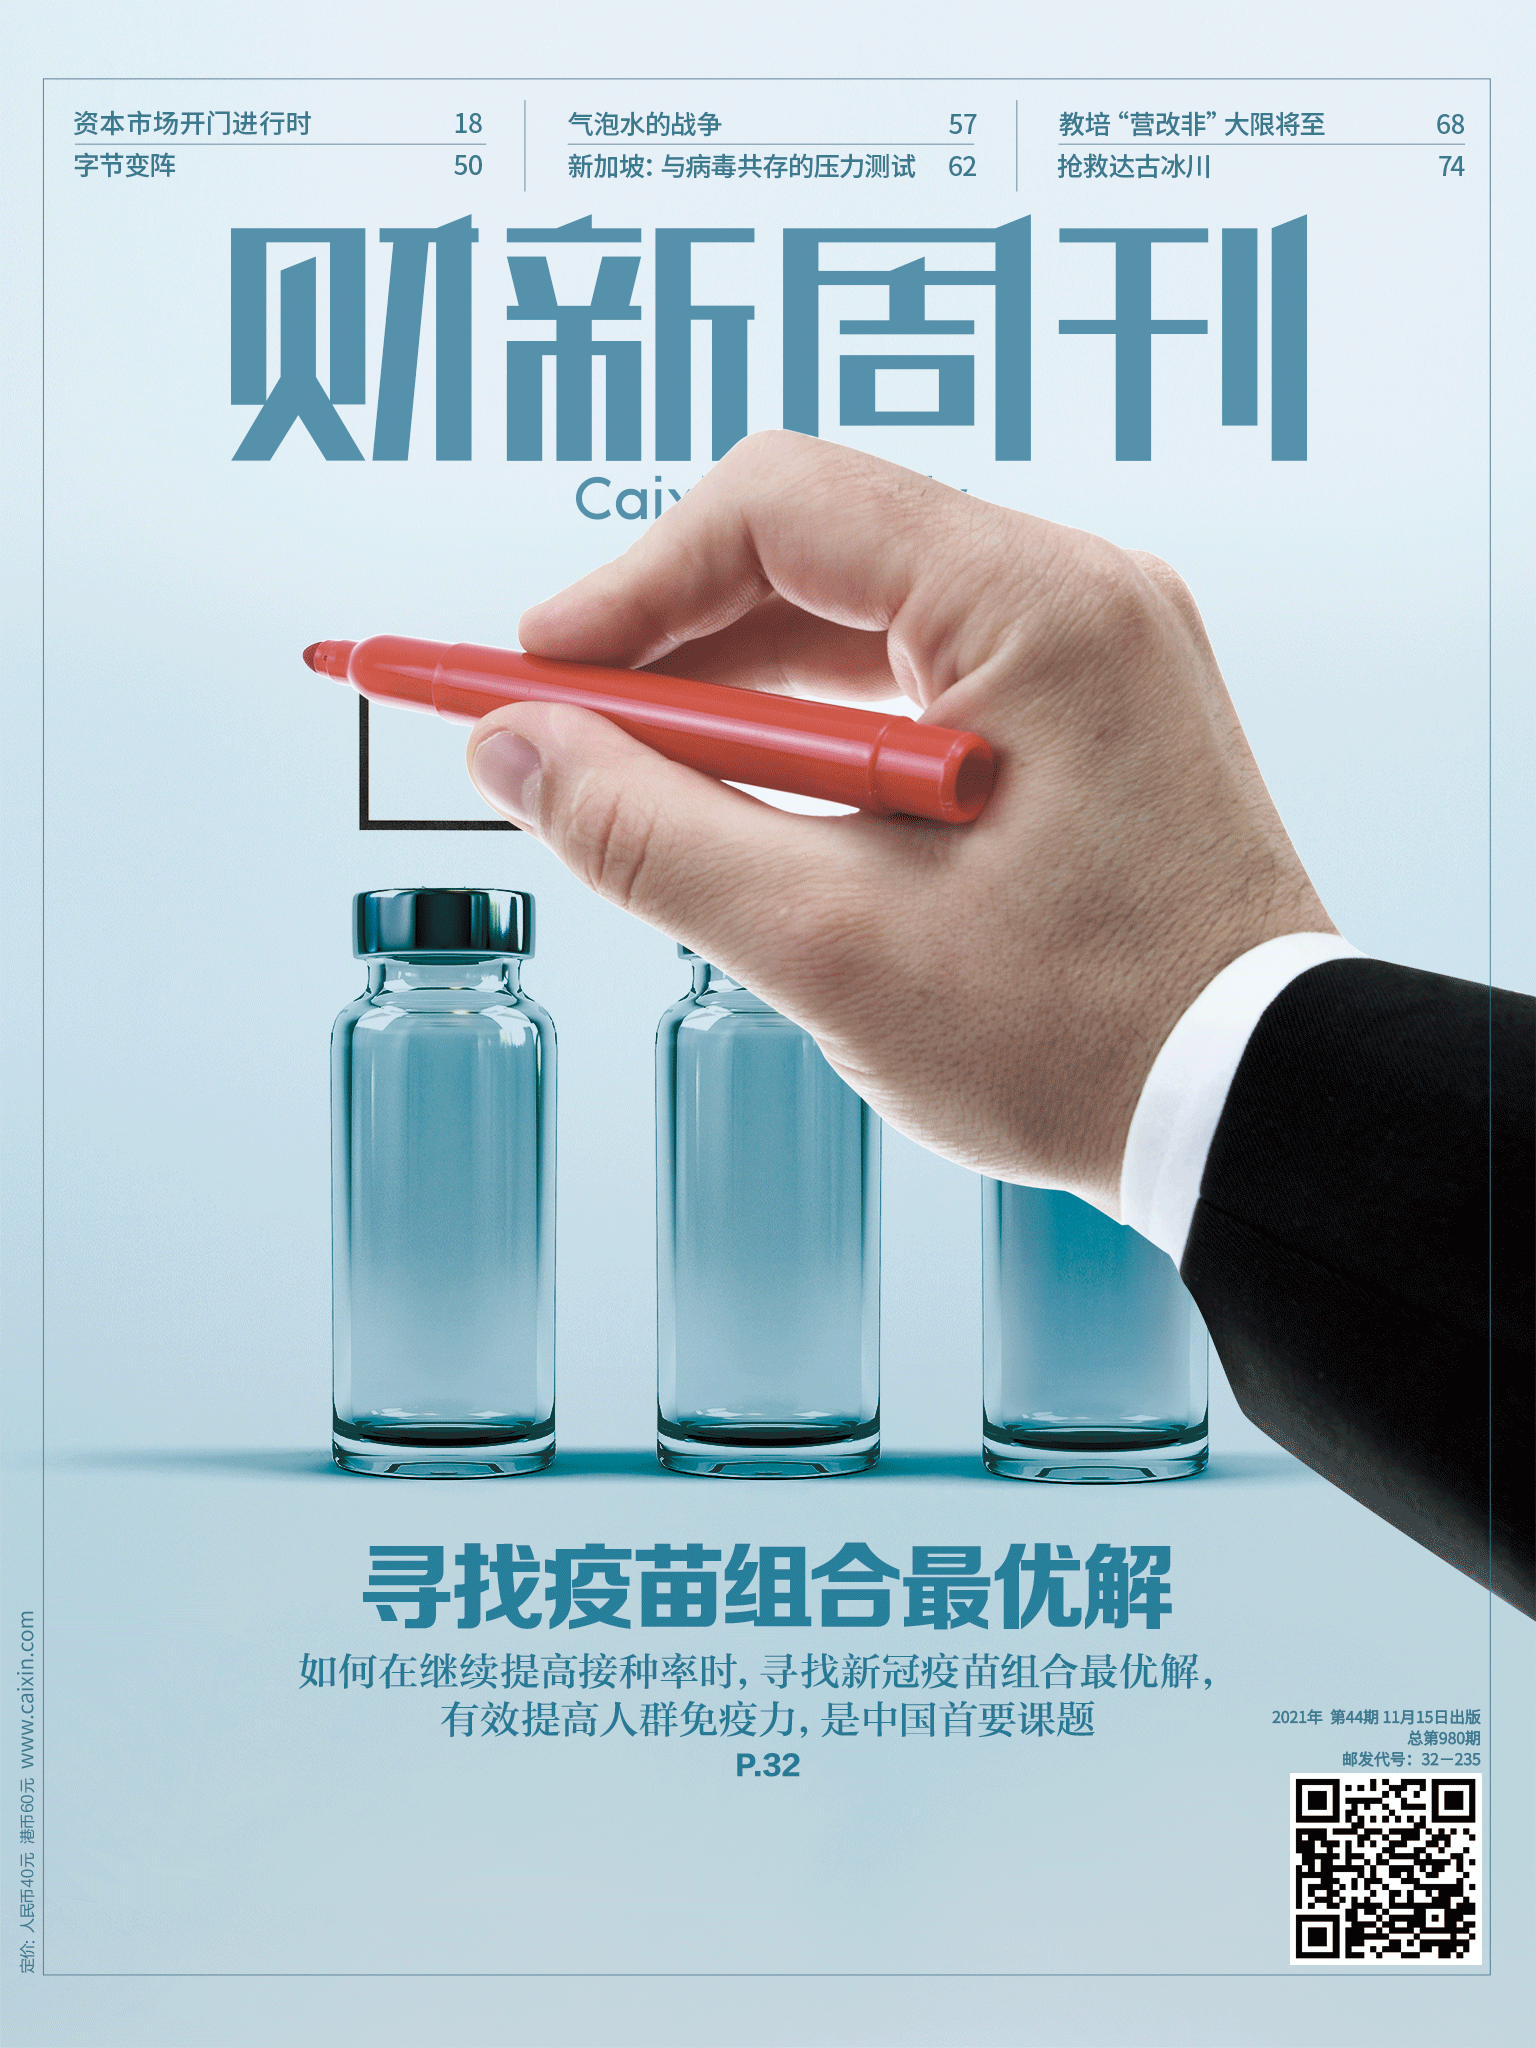 资本市场开门进行时 18
字节变阵 50
气泡水的战争 57
新加坡：与病毒共存的压力测试 62
教培“营改非”大限将至 68
抢救达古冰川 74
财新周刊
寻找疫苗组合最优解
如何在继续提高接种率时，寻找新冠疫苗组合最优解，
有效提高人群免疫力，是中国首要课题
P.32
2021年 第44期 11月15日出版
总第980期
邮发代号：32－235
定价：人民币40元 港币60元 www.caixin.com